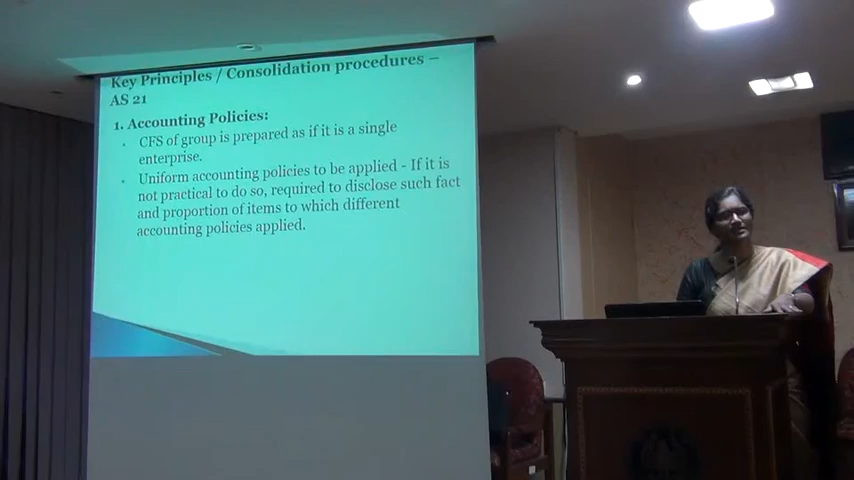 Key Principles / Consolidation procedures –
AS 21
1. Accounting Policies:
CFS of group is prepared as if it is a single
enterprise.
Uniform accounting policies to be applied - If it is
not practical to do so, required to disclose such fact
and proportion of items to which different
accounting policies applied.